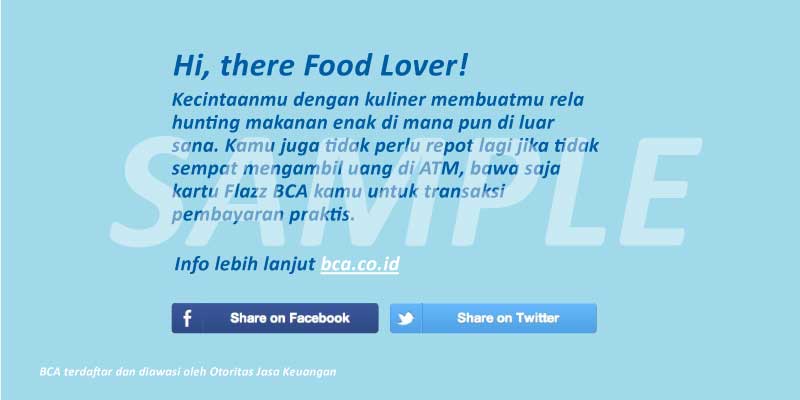 Hi, there Food Lover!
Kecintaanmu dengan kuliner membuatmu rela
hunting makanan enak di mana pun di luar
sana. Kamu juga tidak perlu repot lagi jika tidak
sempat mengambil uang di ATM, bawa saja
kartu Flazz BCA kamu untuk transaksi
pembayaran praktis.
SAMPLE
Info lebih lanjut bca.co.id
f Share on Facebook
Share on Twitter
BCA terdaftar dan diawasi oleh Otoritas Jasa Keuangan